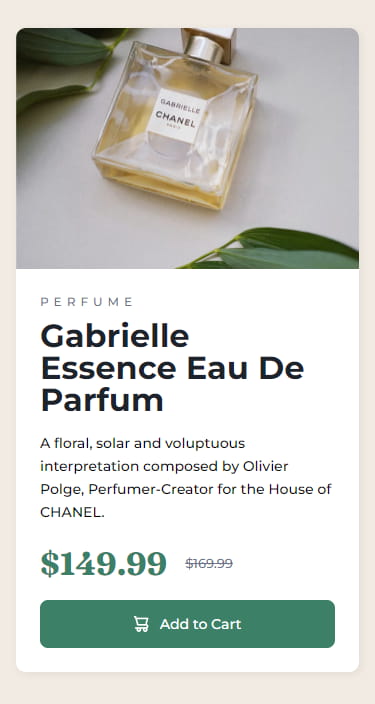 GABRIELLE
CHANEL
PARIS
PERFUME
Gabrielle
Essence Eau De
Parfum
A floral, solar and voluptuous
interpretation composed by Olivier
Polge, Perfumer-Creator for the House of
CHANEL.
$149.99 $169.99
Add to Cart